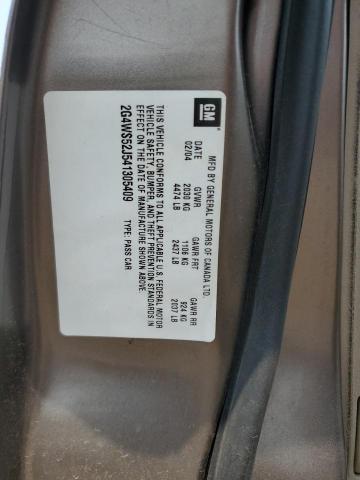 GM
MFD BY GENERAL MOTORS OF CANADA LTD.
DATE GVWR GAWR FRT GAWR RR
02/04 2030 KG 1106 KG 924 KG
4474 LB 2437 LB 2037 LB
THIS VEHICLE CONFORMS TO ALL APPLICABLE U.S. FEDERAL MOTOR
VEHICLE SAFETY, BUMPER, AND THEFT PREVENTION STANDARDS IN
EFFECT ON THE DATE OF MANUFACTURE SHOWN ABOVE.
2G4WS52J541305409 TYPE: PASS CAR